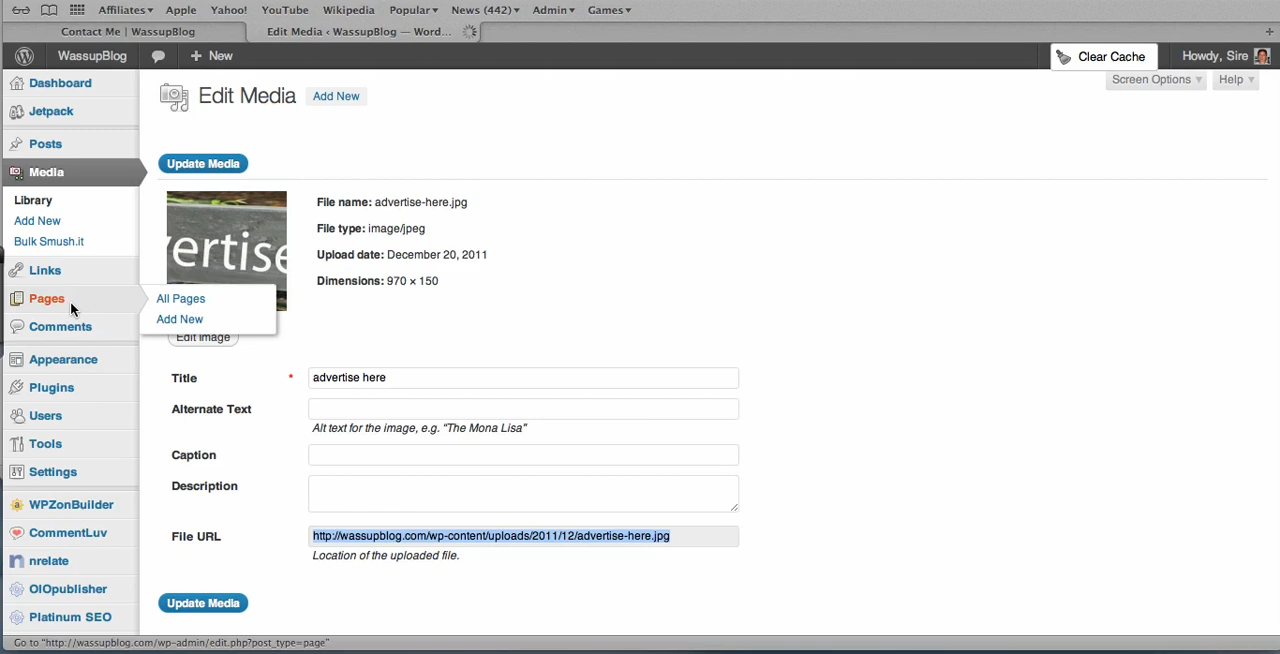 Affiliates▾ Apple Yahoo! YouTube Wikipedia Popular▾ News (442)▾ Admin▾ Games▾
Contact Me | WassupBlog
Edit Media ‹ WassupBlog — Word...
WassupBlog + New Clear Cache Howdy, Sire
Screen Options ▾ Help ▾
Dashboard
Jetpack
Posts
Media
Library
Add New
Bulk Smush.it
Links
Pages
Comments
Appearance
Plugins
Users
Tools
Settings
WPZonBuilder
CommentLuv
nrelate
OIOpublisher
Platinum SEO
All Pages
Add New
Edit Media Add New
Update Media
vertise
File name: advertise-here.jpg
File type: image/jpeg
Upload date: December 20, 2011
Dimensions: 970 × 150
Edit Image
Title * advertise here
Alternate Text
Alt text for the image, e.g. “The Mona Lisa”
Caption
Description
File URL http://wassupblog.com/wp-content/uploads/2011/12/advertise-here.jpg
Location of the uploaded file.
Update Media
Go to “http://wassupblog.com/wp-admin/edit.php?post_type=page”